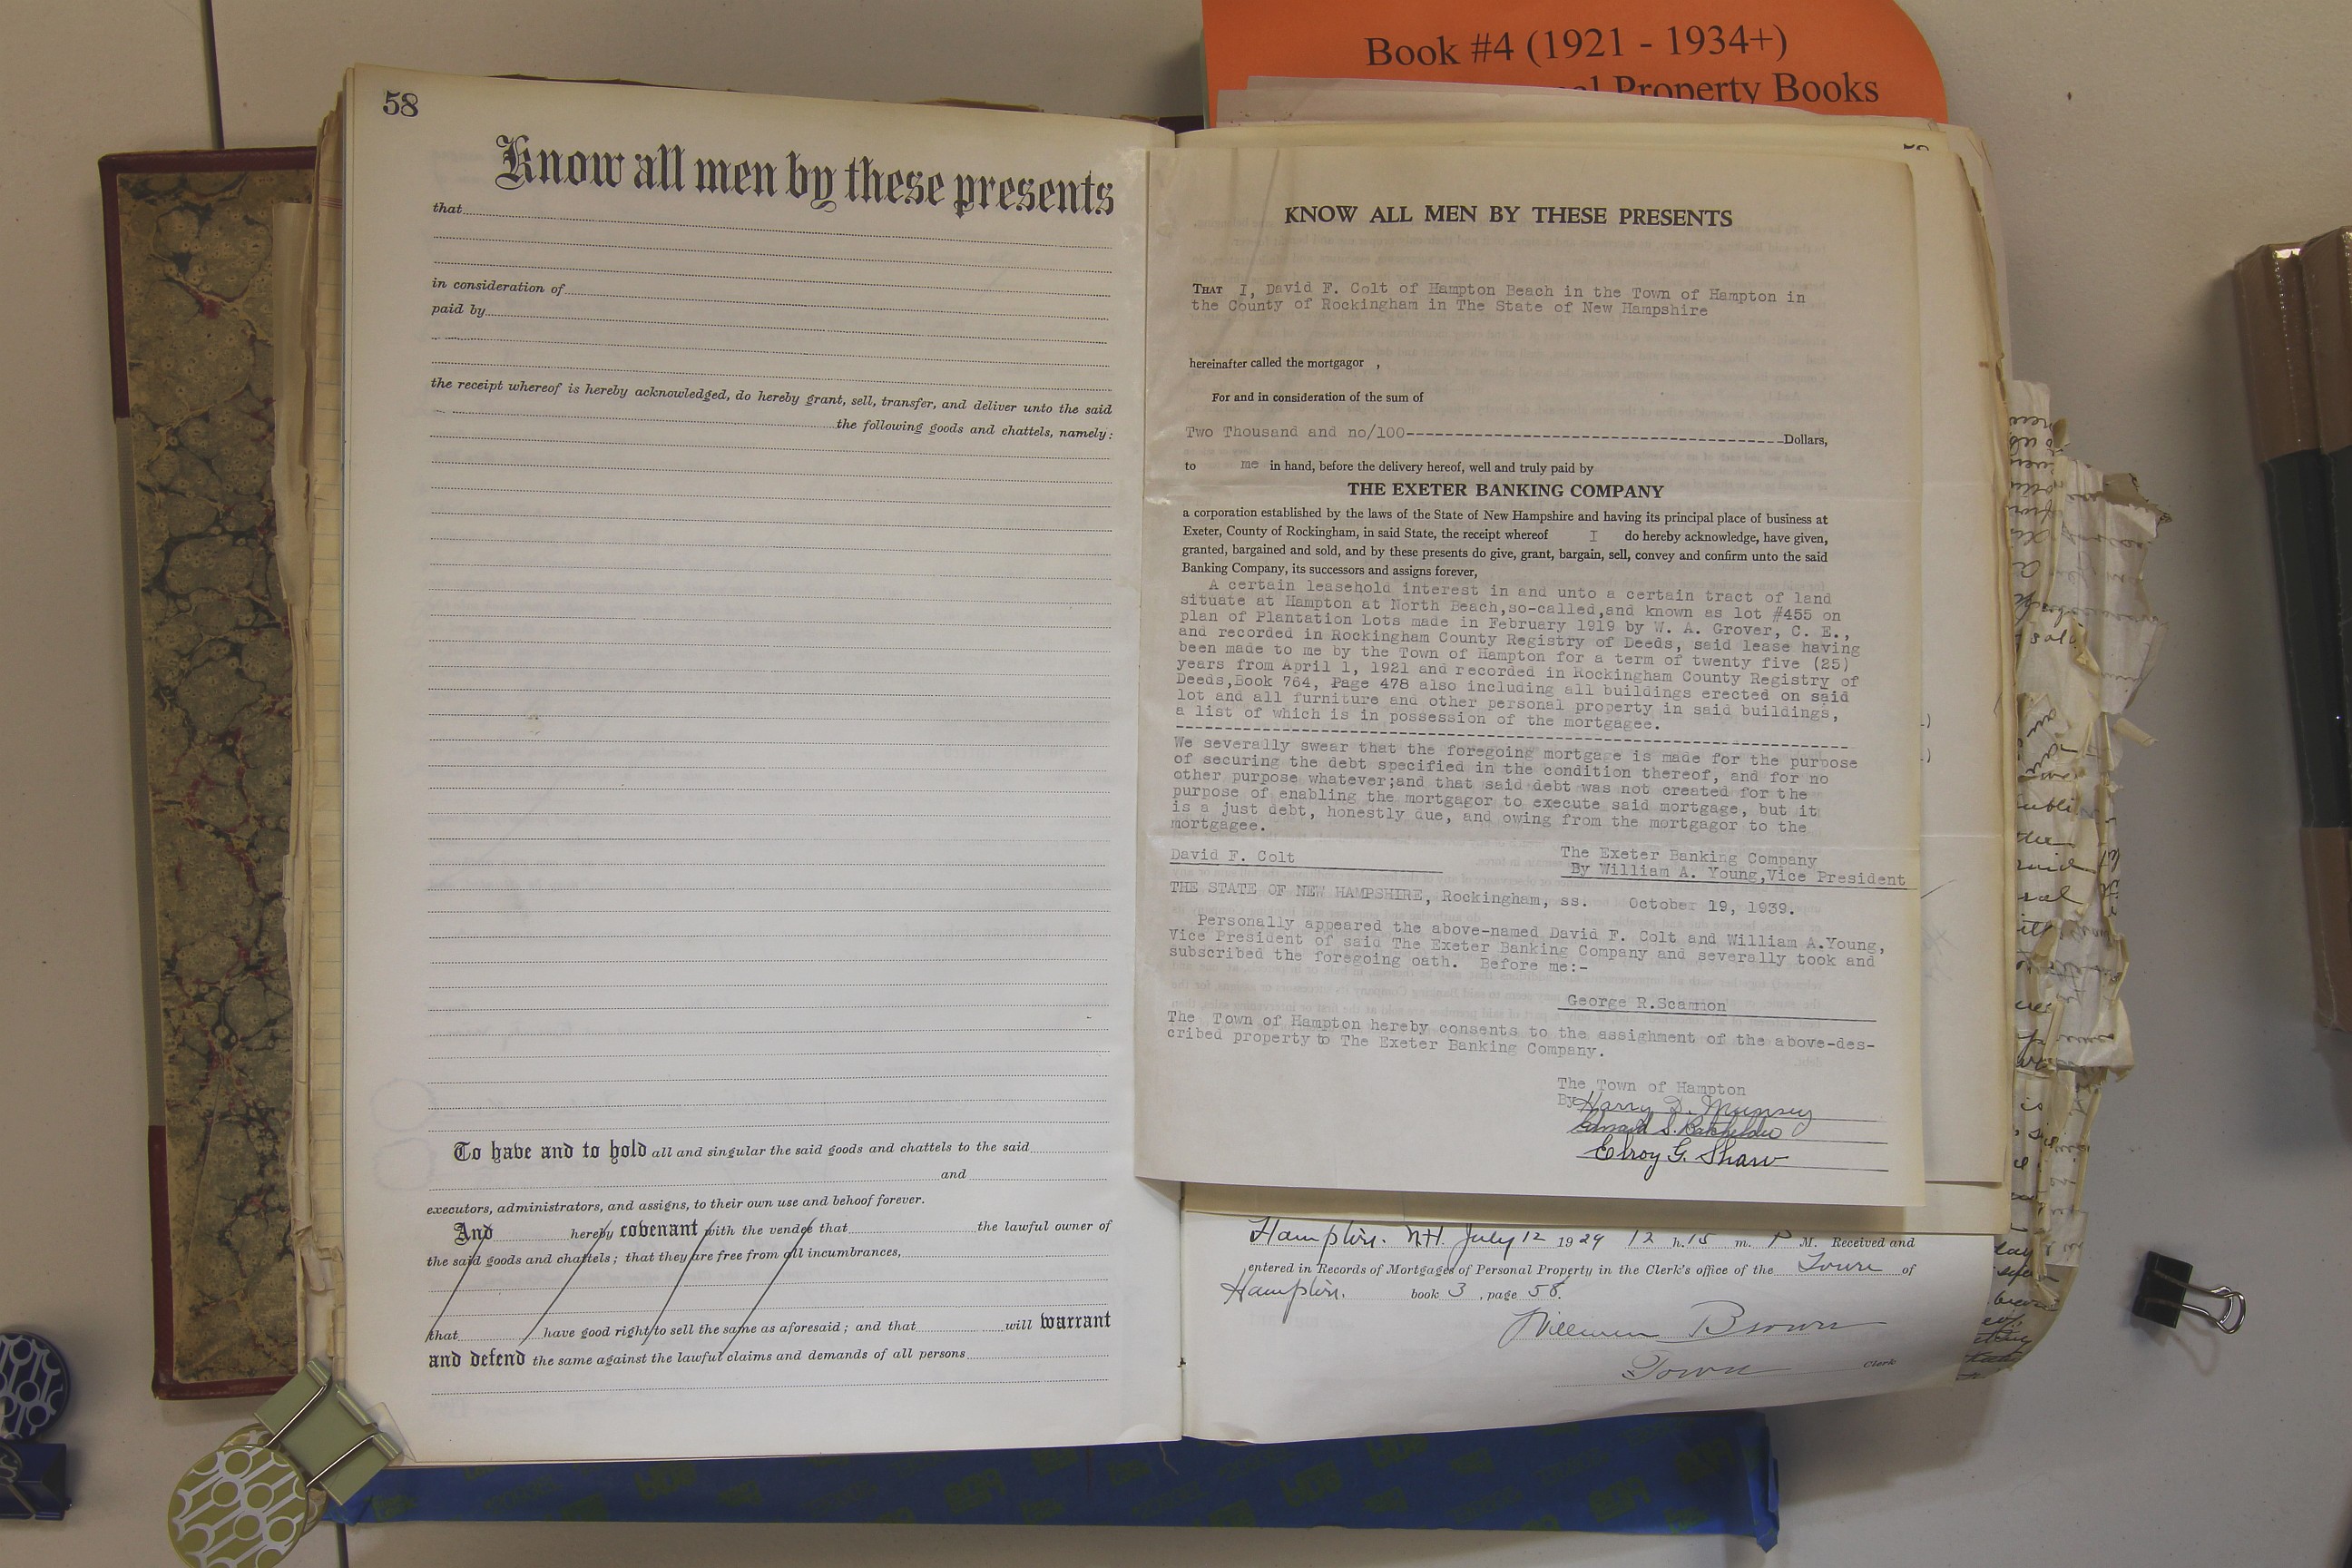 Book #4 (1921 - 1934+)
Property Books
58
Know all men by these presents
that
in consideration of
paid by
the receipt whereof is hereby acknowledged, do hereby grant, sell, transfer, and deliver unto the said
the following goods and chattels, namely:
To have and to hold all and singular the said goods and chattels to the said
and
executors, administrators, and assigns, to their own use and behoof forever.
And hereby covenant with the vendee that the lawful owner of
the said goods and chattels; that they are free from all incumbrances,
that have good right to sell the same as aforesaid; and that will warrant
and defend the same against the lawful claims and demands of all persons
KNOW ALL MEN BY THESE PRESENTS
THAT I, David F. Colt of Hampton Beach in the Town of Hampton in
the County of Rockingham in The State of New Hampshire
hereinafter called the mortgagor ,
For and in consideration of the sum of
Two Thousand and no/100---------------------------------------Dollars,
to me in hand, before the delivery hereof, well and truly paid by
THE EXETER BANKING COMPANY
a corporation established by the laws of the State of New Hampshire and having its principal place of business at
Exeter, County of Rockingham, in said State, the receipt whereof I do hereby acknowledge, have given,
granted, bargained and sold, and by these presents do give, grant, bargain, sell, convey and confirm unto the said
Banking Company, its successors and assigns forever,
A certain leasehold interest in and unto a certain tract of land
situate at Hampton at North Beach,so-called,and known as lot #455 on
plan of Plantation Lots made in February 1919 by W. A. Grover, C. E.,
and recorded in Rockingham County Registry of Deeds, said lease having
been made to me by the Town of Hampton for a term of twenty five (25)
years from April 1, 1921 and recorded in Rockingham County Registry of
Deeds,Book 764, Page 478 also including all buildings erected on said
lot and all furniture and other personal property in said buildings,
a list of which is in possession of the mortgagee.
We severally swear that the foregoing mortgage is made for the purpose
of securing the debt specified in the condition thereof, and for no
other purpose whatever;and that said debt was not created for the
purpose of enabling the mortgagor to execute said mortgage, but it
is a just debt, honestly due, and owing from the mortgagor to the
mortgagee.
David F. Colt The Exeter Banking Company
By William A. Young,Vice President
THE STATE OF NEW HAMPSHIRE, Rockingham, ss. October 19, 1939.
Personally appeared the above-named David F. Colt and William A.Young,
Vice President of said The Exeter Banking Company and severally took and
subscribed the foregoing oath. Before me:-
George R.Scammon
The Town of Hampton hereby consents to the assignment of the above-des-
cribed property to The Exeter Banking Company.
The Town of Hampton
By Harry D. Munsey
Edward S. Batchelder
Elroy G. Shaw
Hampton. N.H. July 12 1929 12 h. 15 m. P M. Received and
entered in Records of Mortgages of Personal Property in the Clerk's office of the Town of
Hampton. book 3 , page 58.
William Brown
Town Clerk